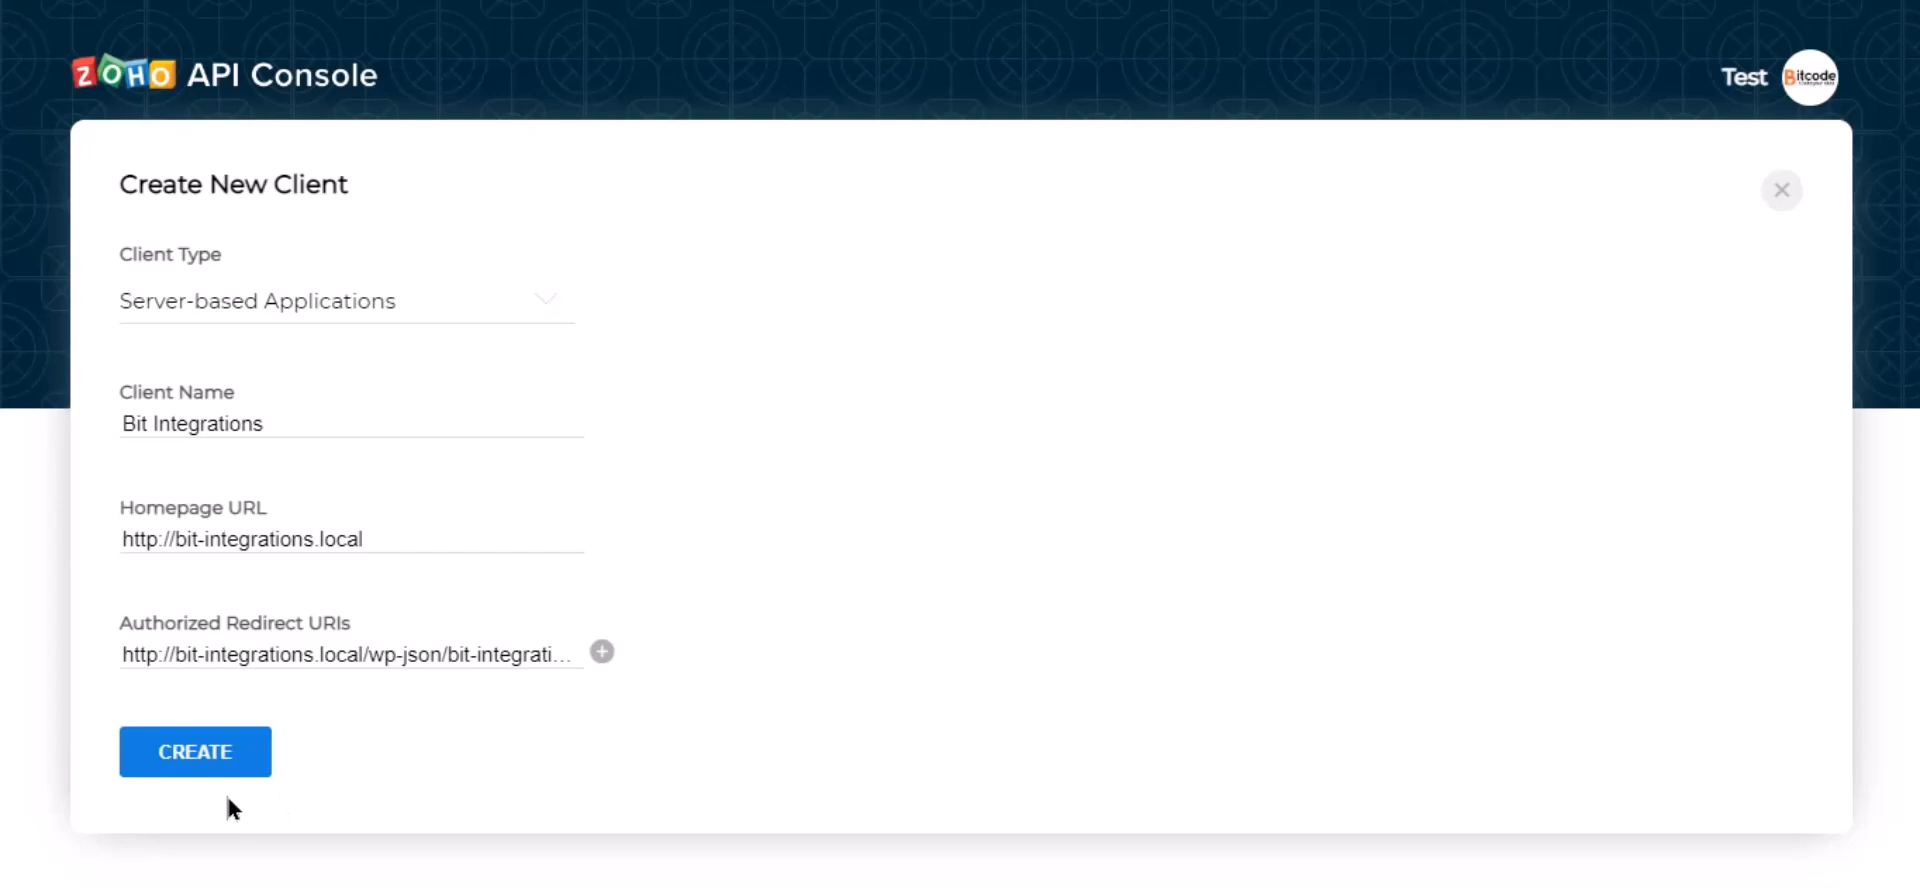 ZOHO API Console
Test
Bitcode
Create New Client
Client Type
Server-based Applications
Client Name
Bit Integrations
Homepage URL
http://bit-integrations.local
Authorized Redirect URIs
http://bit-integrations.local/wp-json/bit-integrati...
CREATE